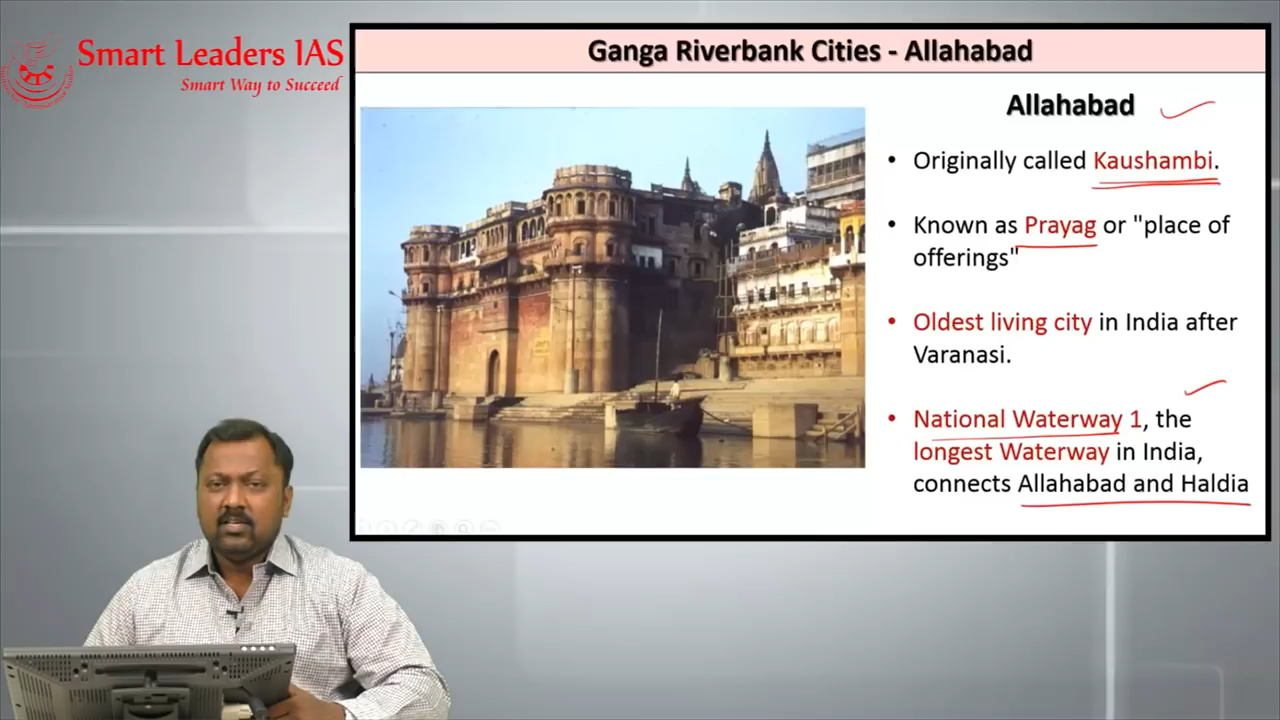 Smart Leaders IAS
Smart Way to Succeed
Ganga Riverbank Cities - Allahabad
Allahabad
• Originally called Kaushambi.
• Known as Prayag or "place of
offerings"
• Oldest living city in India after
Varanasi.
• National Waterway 1, the
longest Waterway in India,
connects Allahabad and Haldia